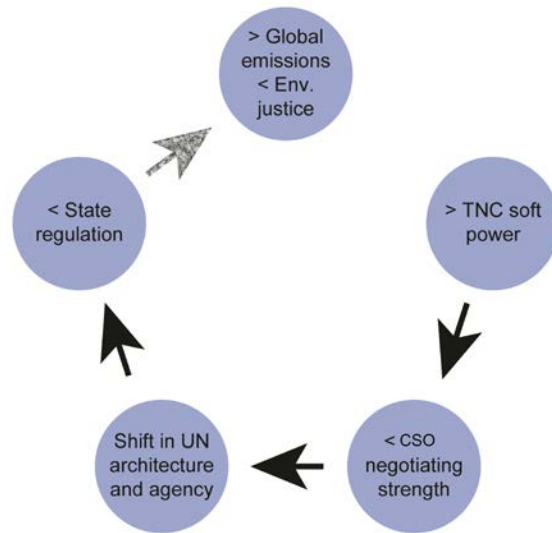 > Global
emissions
< Env.
justice
< State
regulation
> TNC soft
power
Shift in UN
architecture
and agency
< CSO
negotiating
strength